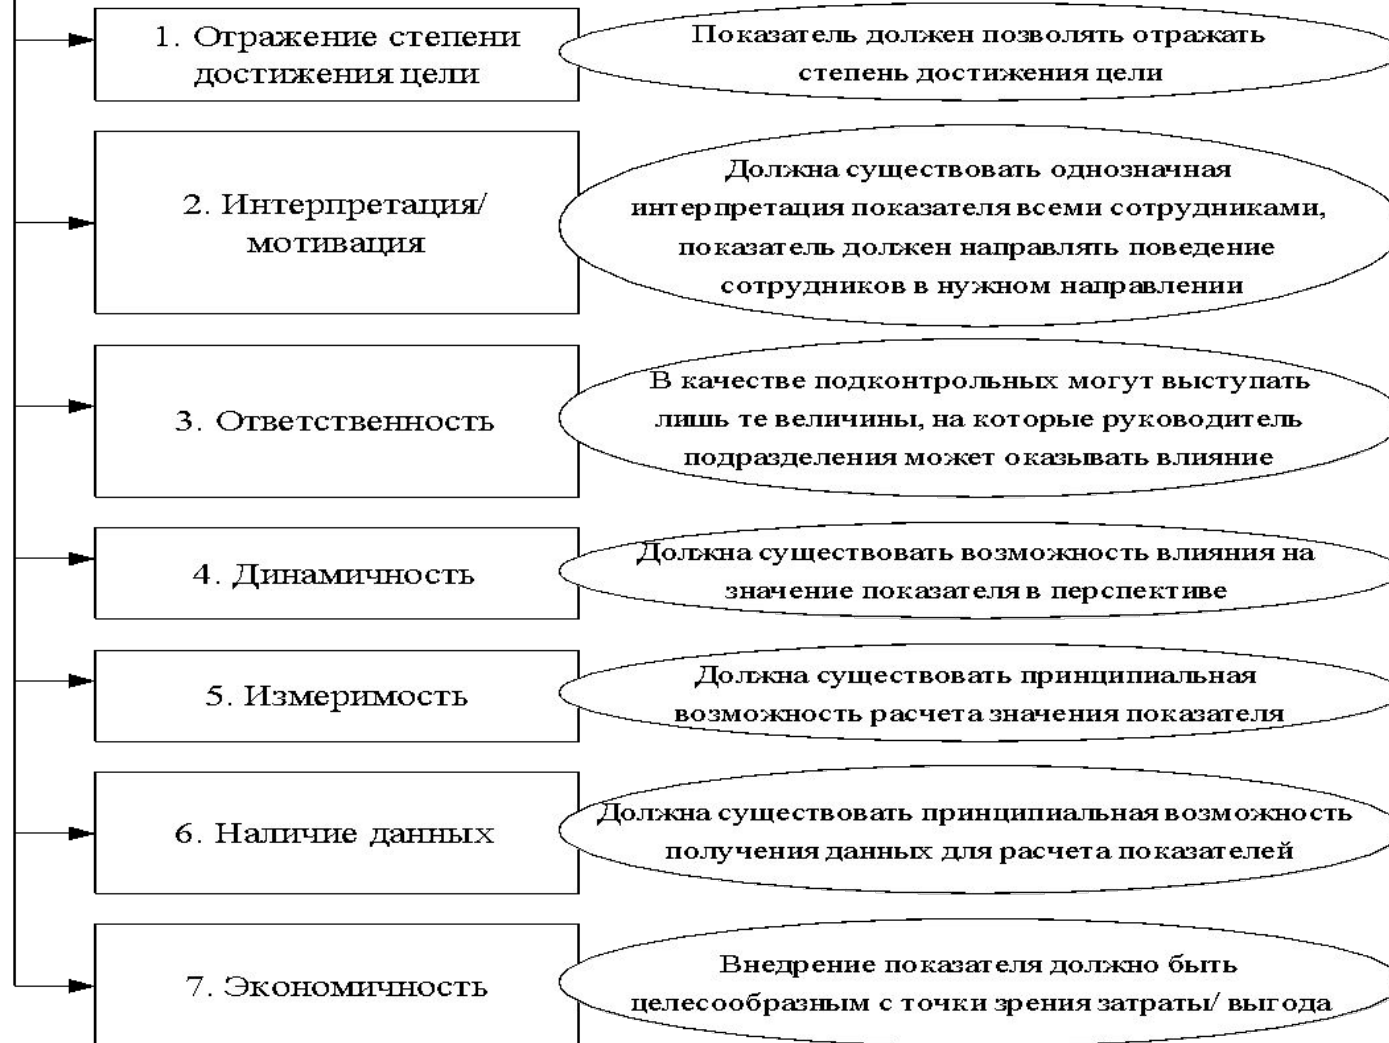 1. Отражение степени
достижения цели
Показатель должен позволять отражать
степень достижения цели
2. Интерпретация/
мотивация
Должна существовать однозначная
интерпретация показателя всеми сотрудниками,
показатель должен направлять поведение
сотрудников в нужном направлении
3. Ответственность
В качестве подконтрольных могут выступать
лишь те величины, на которые руководитель
подразделения может оказывать влияние
4. Динамичность
Должна существовать возможность влияния на
значение показателя в перспективе
5. Измеримость
Должна существовать принципиальная
возможность расчета значения показателя
6. Наличие данных
Должна существовать принципиальная возможность
получения данных для расчета показателей
7. Экономичность
Внедрение показателя должно быть
целесообразным с точки зрения затраты/ выгода